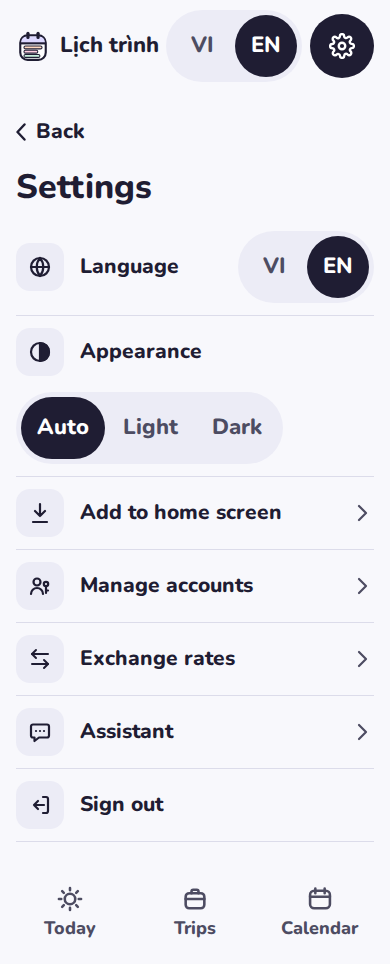 Lịch trình VI EN
Back
Settings
Language VI EN
Appearance
Auto Light Dark
Add to home screen
Manage accounts
Exchange rates
Assistant
Sign out
Today Trips Calendar